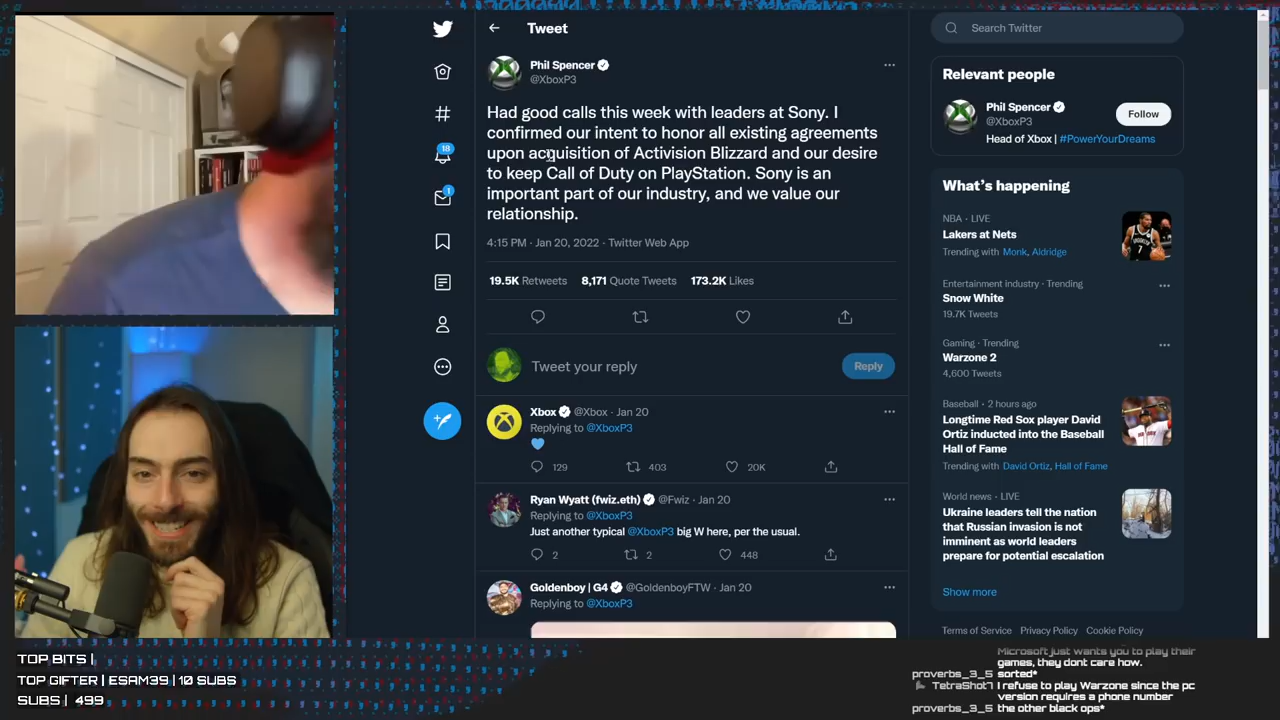 Tweet
Phil Spencer
@XboxP3
Had good calls this week with leaders at Sony. I
confirmed our intent to honor all existing agreements
upon acquisition of Activision Blizzard and our desire
to keep Call of Duty on PlayStation. Sony is an
important part of our industry, and we value our
relationship.
4:15 PM · Jan 20, 2022 · Twitter Web App
19.5K Retweets 8,171 Quote Tweets 173.2K Likes
Tweet your reply
Reply
Xbox @Xbox · Jan 20
Replying to @XboxP3
129 403 20K
Ryan Wyatt (fwiz.eth) @Fwiz · Jan 20
Replying to @XboxP3
Just another typical @XboxP3 big W here, per the usual.
2 2 448
Goldenboy | G4 @GoldenboyFTW · Jan 20
Replying to @XboxP3
18
1
Search Twitter
Relevant people
Phil Spencer
@XboxP3
Follow
Head of Xbox | #PowerYourDreams
What's happening
NBA · LIVE
Lakers at Nets
Trending with Monk, Aldridge
Entertainment industry · Trending
Snow White
19.7K Tweets
Gaming · Trending
Warzone 2
4,600 Tweets
Baseball · 2 hours ago
Longtime Red Sox player David
Ortiz inducted into the Baseball
Hall of Fame
Trending with David Ortiz, Hall of Fame
World news · LIVE
Ukraine leaders tell the nation
that Russian invasion is not
imminent as world leaders
prepare for potential escalation
Show more
Terms of Service Privacy Policy Cookie Policy
TOP BITS |
TOP GIFTER | ESAM39 | 10 SUBS
SUBS | 499
Microsoft just wants you to play their
games, they dont care how.
proverbs_3_5 sorted*
TetraShot7 I refuse to play Warzone since the pc
version requires a phone number
proverbs_3_5 the other black ops*